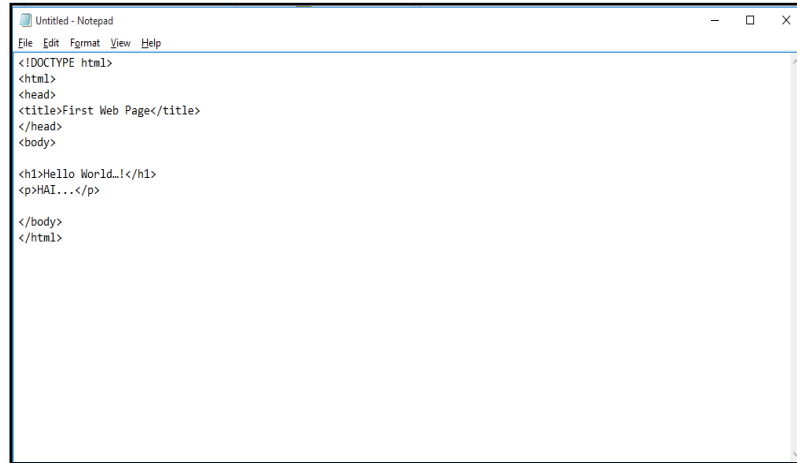 Untitled - Notepad
File Edit Format View Help
<!DOCTYPE html>
<html>
<head>
<title>First Web Page</title>
</head>
<body>
<h1>Hello World…!</h1>
<p>HAI...</p>
</body>
</html>